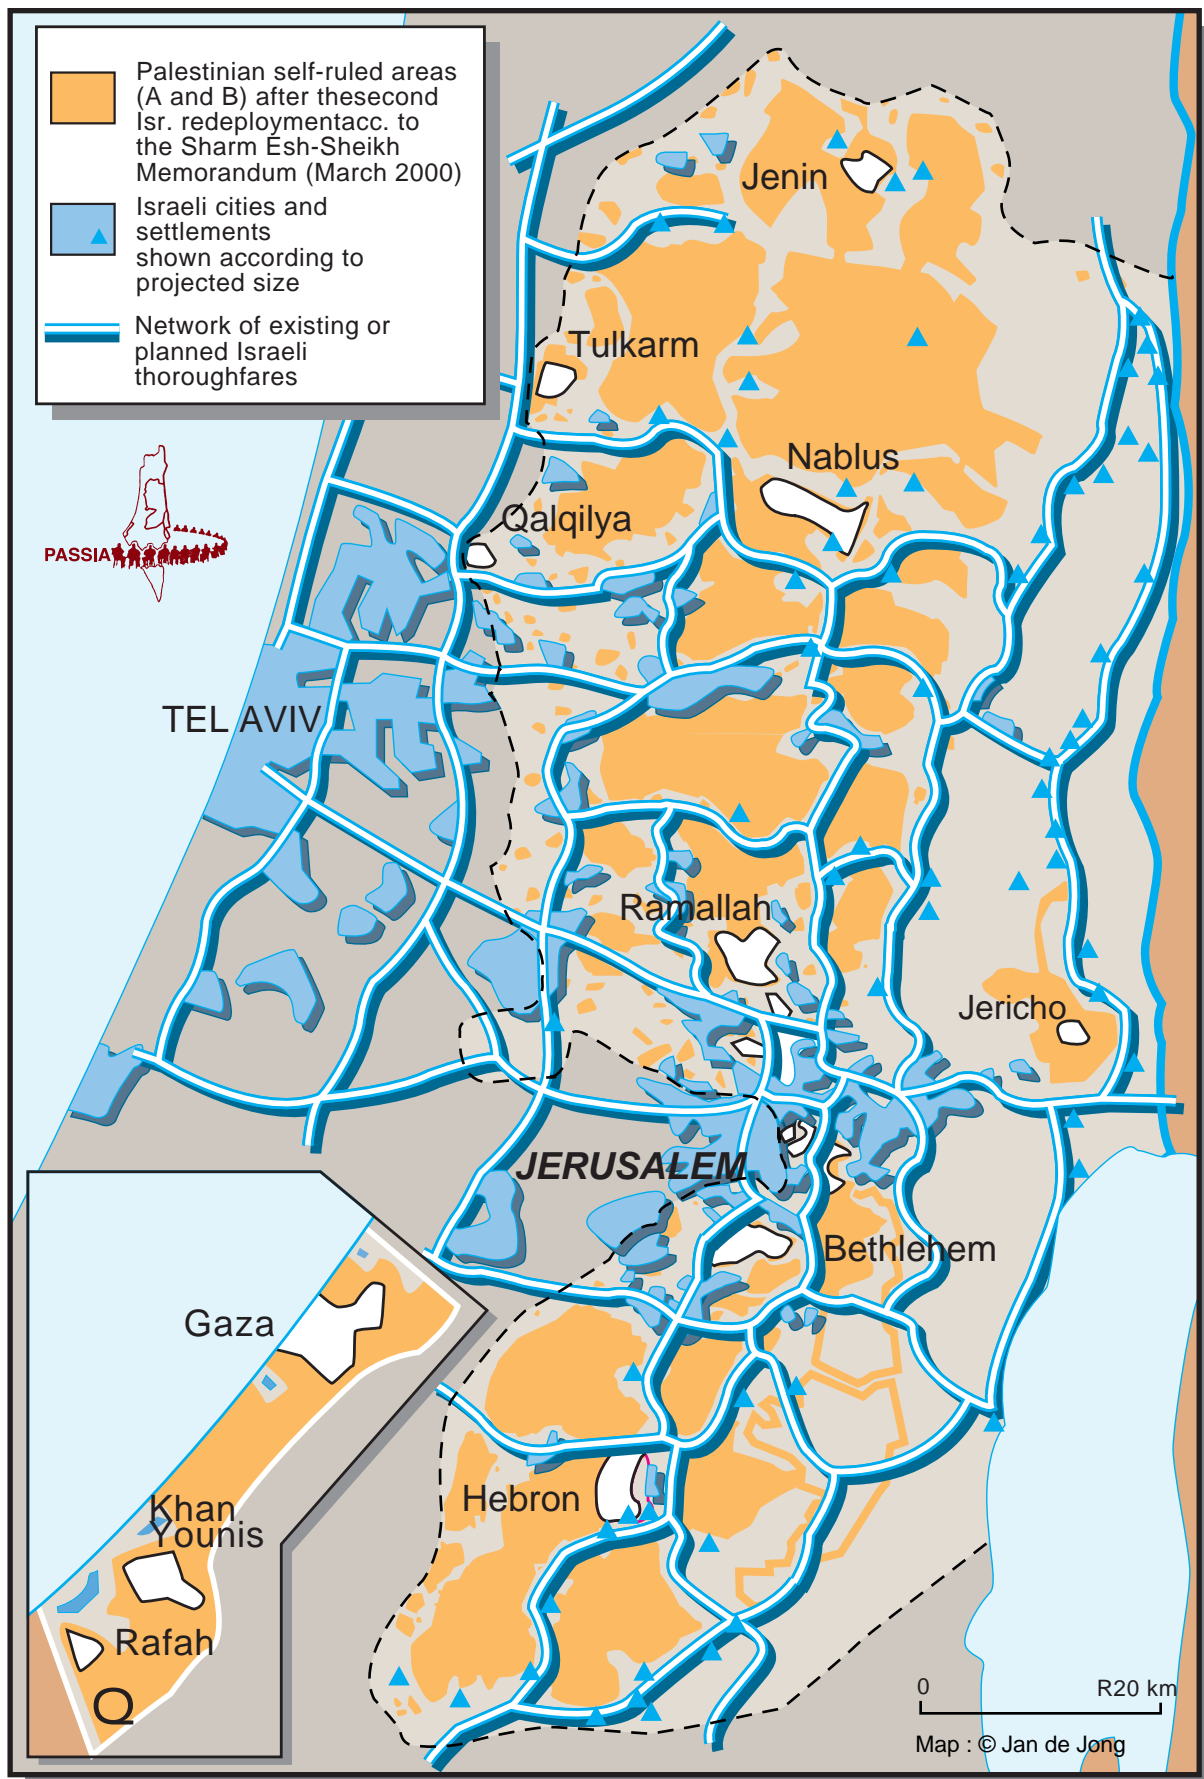 Palestinian self-ruled areas
(A and B) after thesecond
Isr. redeploymentacc. to
the Sharm Esh-Sheikh
Memorandum (March 2000)
Israeli cities and
settlements
shown according to
projected size
Network of existing or
planned Israeli
thoroughfares
Jenin
Tulkarm
Nablus
Qalqilya
PASSIA
TEL AVIV
Ramallah
Jericho
JERUSALEM
Bethlehem
Gaza
Hebron
Khan
Younis
Rafah
Q
0
R20 km
Map : © Jan de Jong